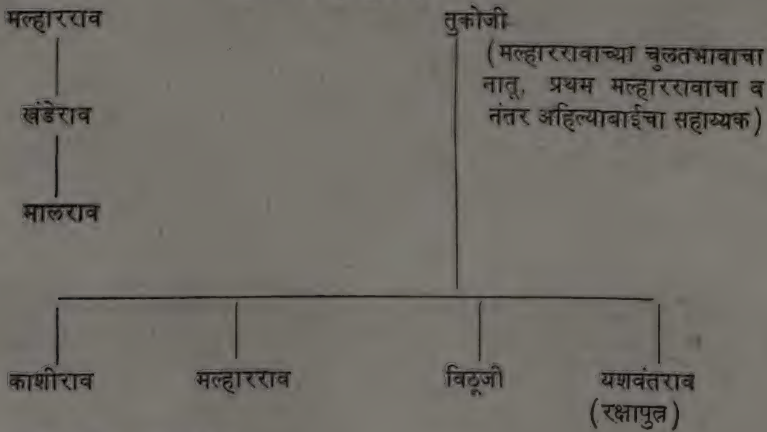 मल्हारराव
तुकोजी
(मल्हाररावाच्या चुलतभावाचा
नातू, प्रथम मल्हाररावाचा व
नंतर अहिल्याबाईचा सहाय्यक)
खंडेराव
मालराव
काशीराव मल्हारराव विठूजी यशवंतराव
(रक्षापुत्र)